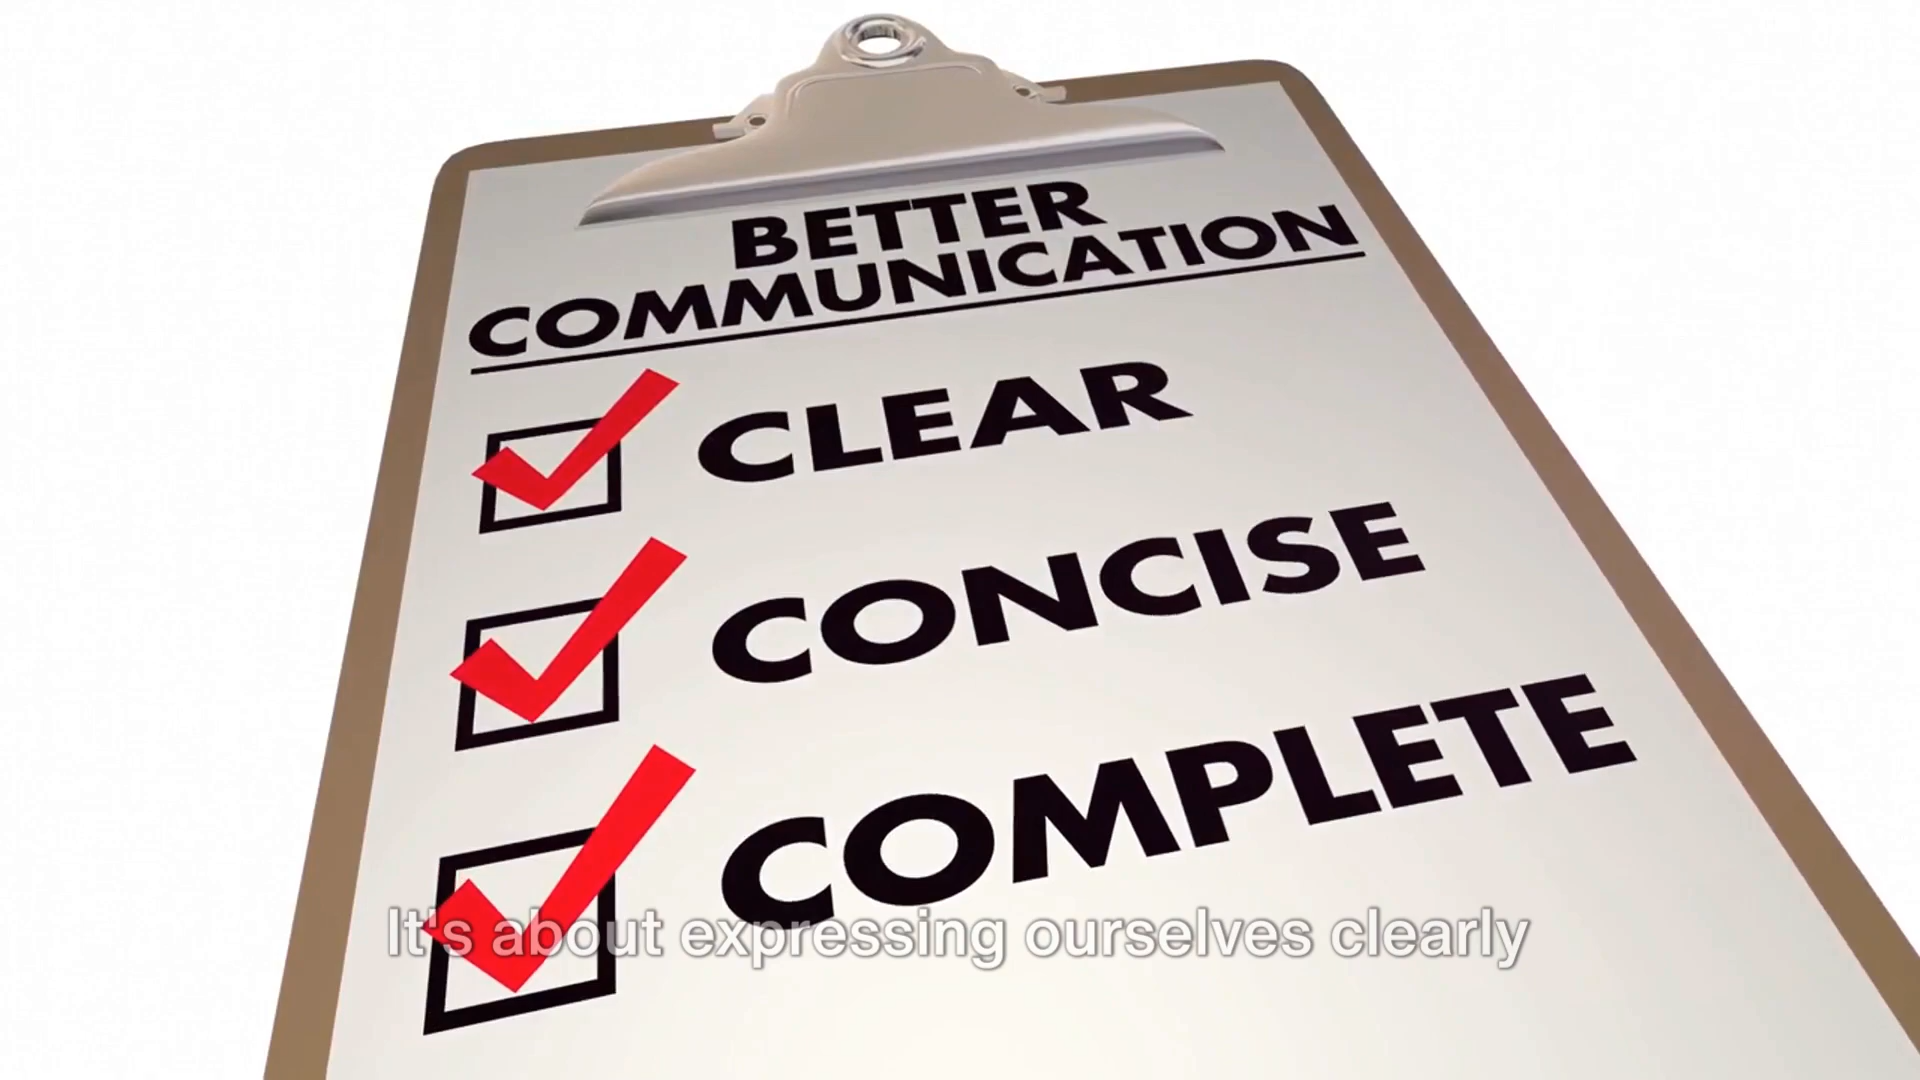 BETTER
COMMUNICATION
CLEAR
CONCISE
COMPLETE
It's about expressing ourselves clearly